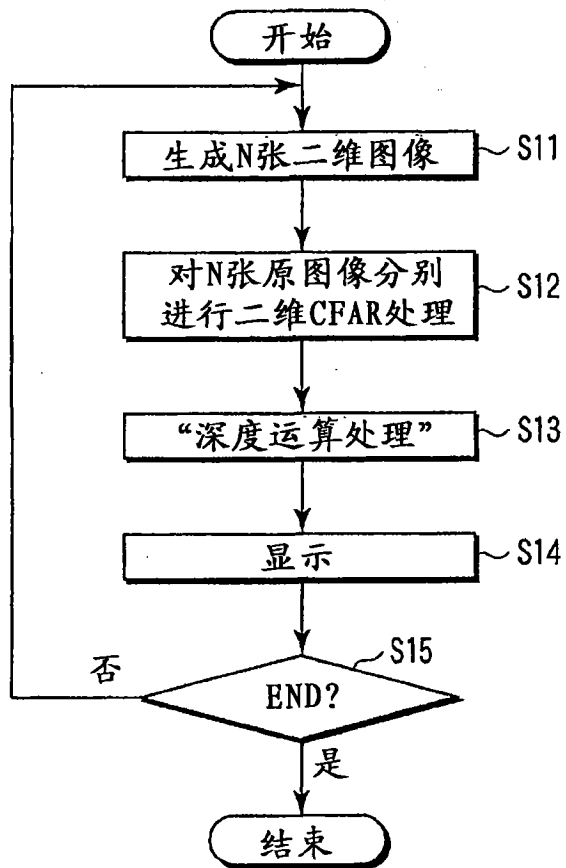 开始
生成N张二维图像
S11
对N张原图像分别
进行二维CFAR处理
S12
“深度运算处理”
S13
显示
S14
S15
END?
否
是
结束